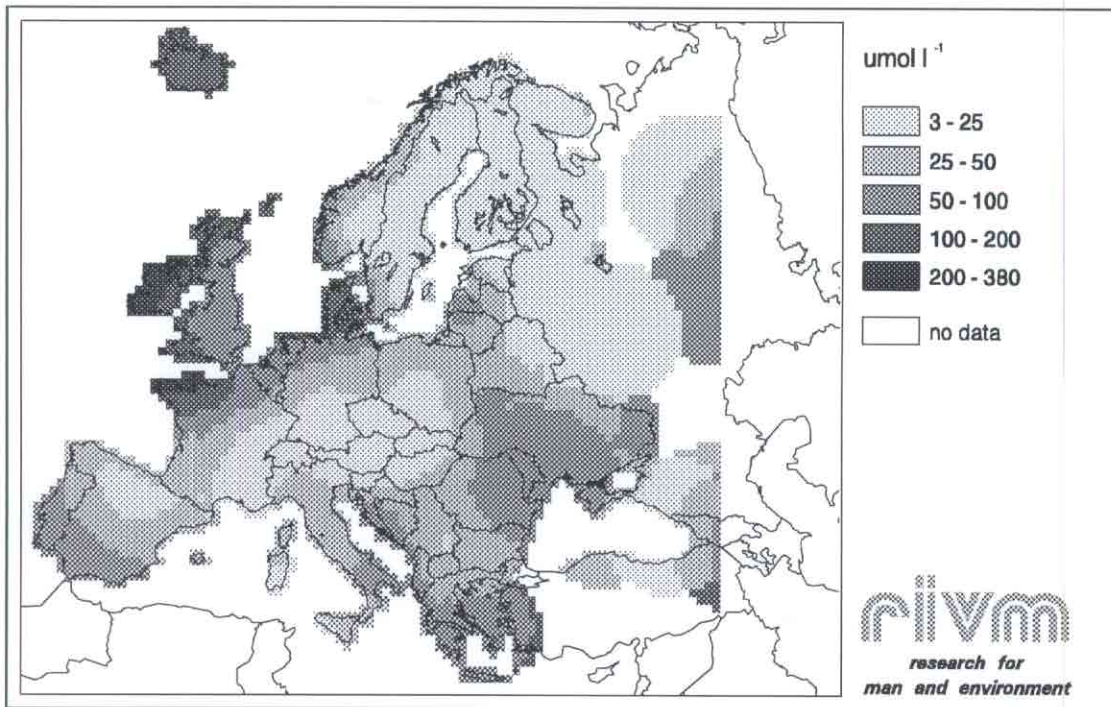 umol l⁻¹
3 - 25
25 - 50
50 - 100
100 - 200
200 - 380
no data
riivm
research for
man and environment